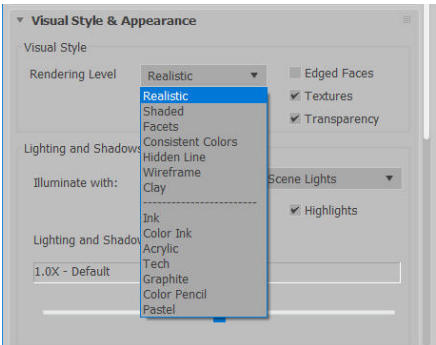 Visual Style & Appearance
Visual Style
Rendering Level
Realistic
Edged Faces
Textures
Transparency
Realistic
Shaded
Facets
Consistent Colors
Hidden Line
Wireframe
Clay
------------------------
Ink
Color Ink
Acrylic
Tech
Graphite
Color Pencil
Pastel
Lighting and Shadows
Illuminate with:
Scene Lights
Highlights
Lighting and Shado
1.0X - Default